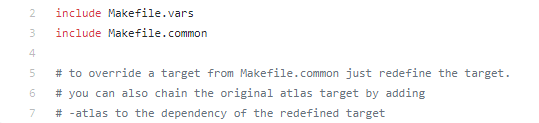 2 include Makefile.vars
3 include Makefile.common
4
5 # to override a target from Makefile.common just redefine the target.
6 # you can also chain the original atlas target by adding
7 # -atlas to the dependency of the redefined target